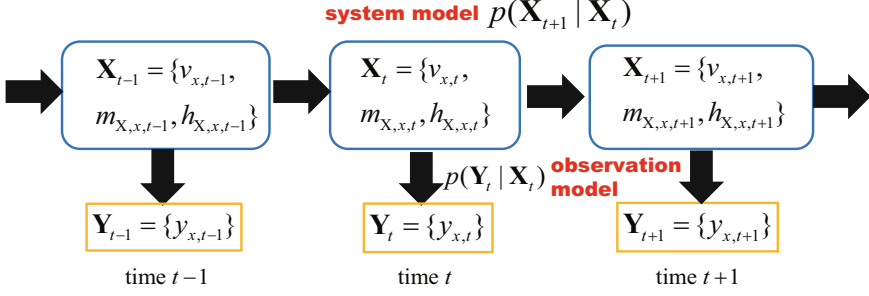 system model p(X_{t+1} | X_t)
X_{t-1} = {v_{x,t-1}, m_{X,x,t-1}, h_{X,x,t-1}}
X_t = {v_{x,t}, m_{X,x,t}, h_{X,x,t}}
X_{t+1} = {v_{x,t+1}, m_{X,x,t+1}, h_{X,x,t+1}}
p(Y_t | X_t) observation model
Y_{t-1} = {y_{x,t-1}}
Y_t = {y_{x,t}}
Y_{t+1} = {y_{x,t+1}}
time t-1
time t
time t+1